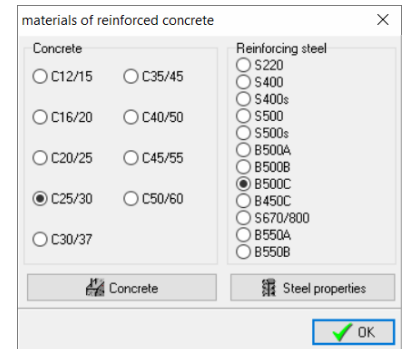 materials of reinforced concrete
Concrete
C12/15
C35/45
C16/20
C40/50
C20/25
C45/55
C25/30
C50/60
C30/37
Reinforcing steel
S220
S400
S400s
S500
S500s
B500A
B500B
B500C
B450C
S670/800
B550A
B550B
Concrete
Steel properties
OK